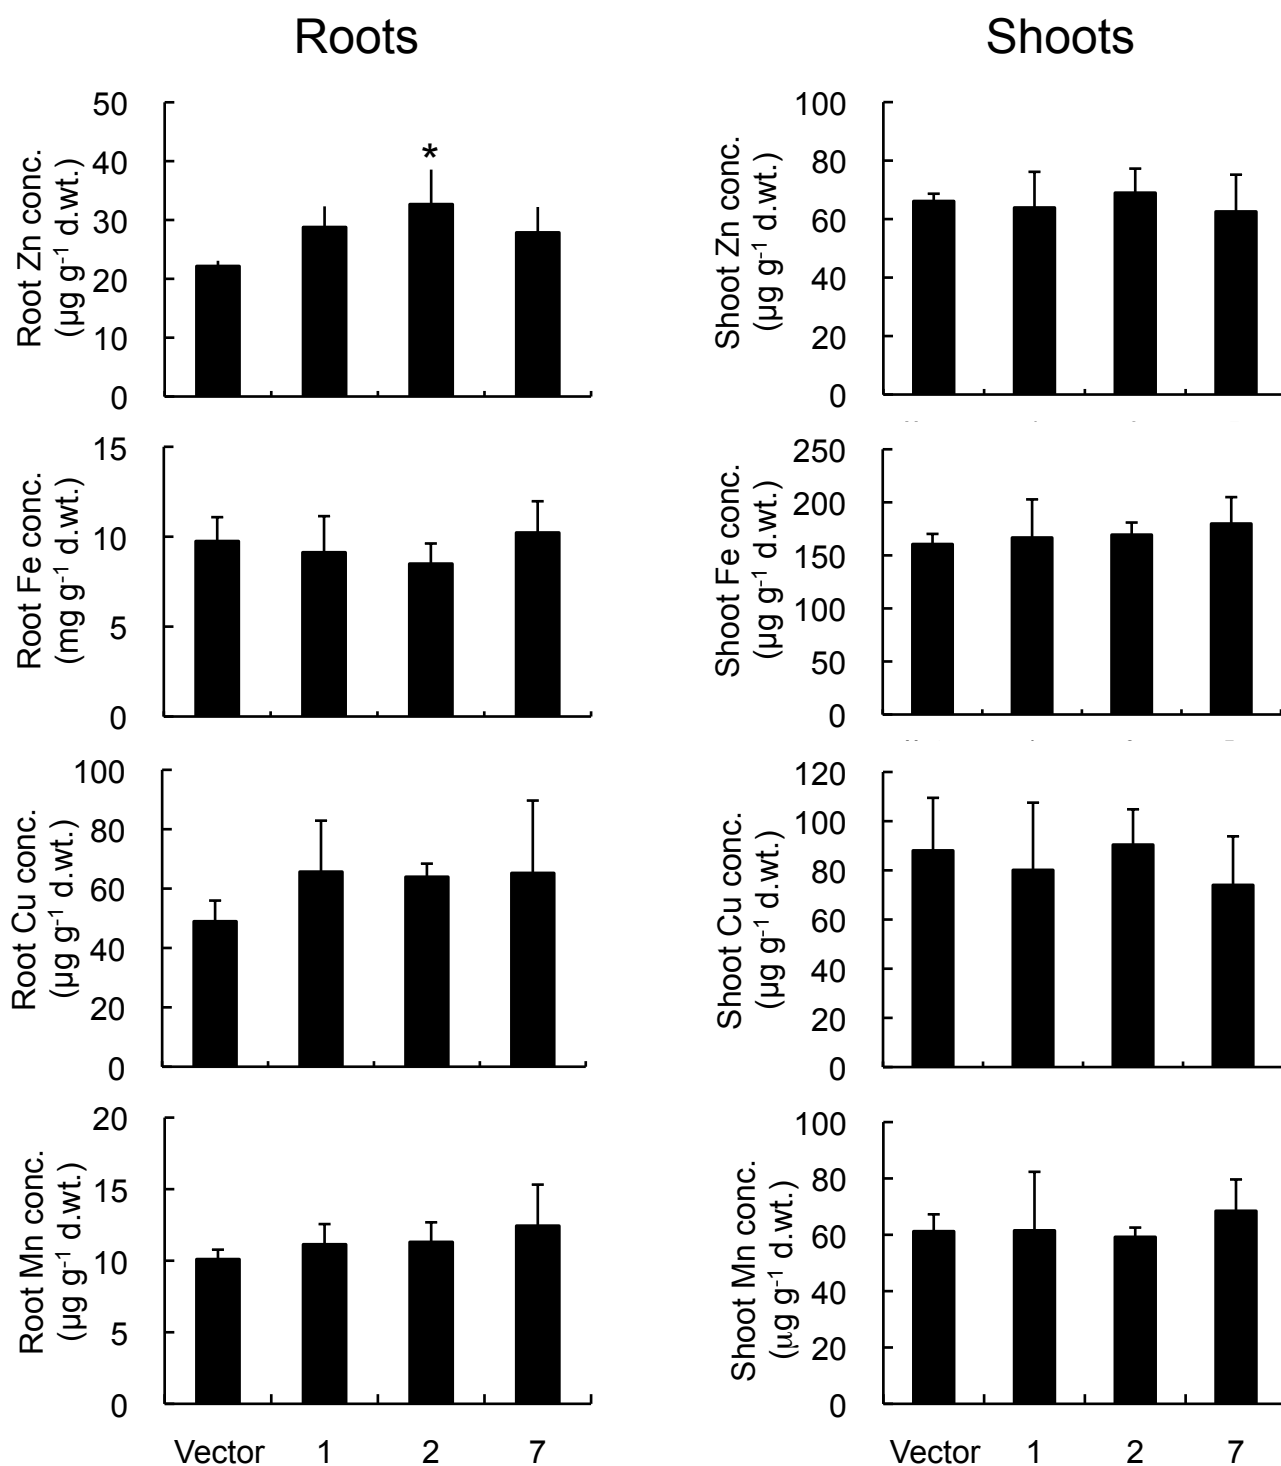 Roots
Shoots
Root Zn conc.
(µg g-1 d.wt.)
50
40
30
20
10
0
*
Shoot Zn conc.
(µg g-1 d.wt.)
100
80
60
40
20
0
Root Fe conc.
(mg g-1 d.wt.)
15
10
5
0
Shoot Fe conc.
(µg g-1 d.wt.)
250
200
150
100
50
0
Root Cu conc.
(µg g-1 d.wt.)
100
80
60
40
20
0
Shoot Cu conc.
(µg g-1 d.wt.)
120
100
80
60
40
20
0
Root Mn conc.
(µg g-1 d.wt.)
20
15
10
5
0
Vector 1 2 7
Shoot Mn conc.
(µg g-1 d.wt.)
100
80
60
40
20
0
Vector 1 2 7